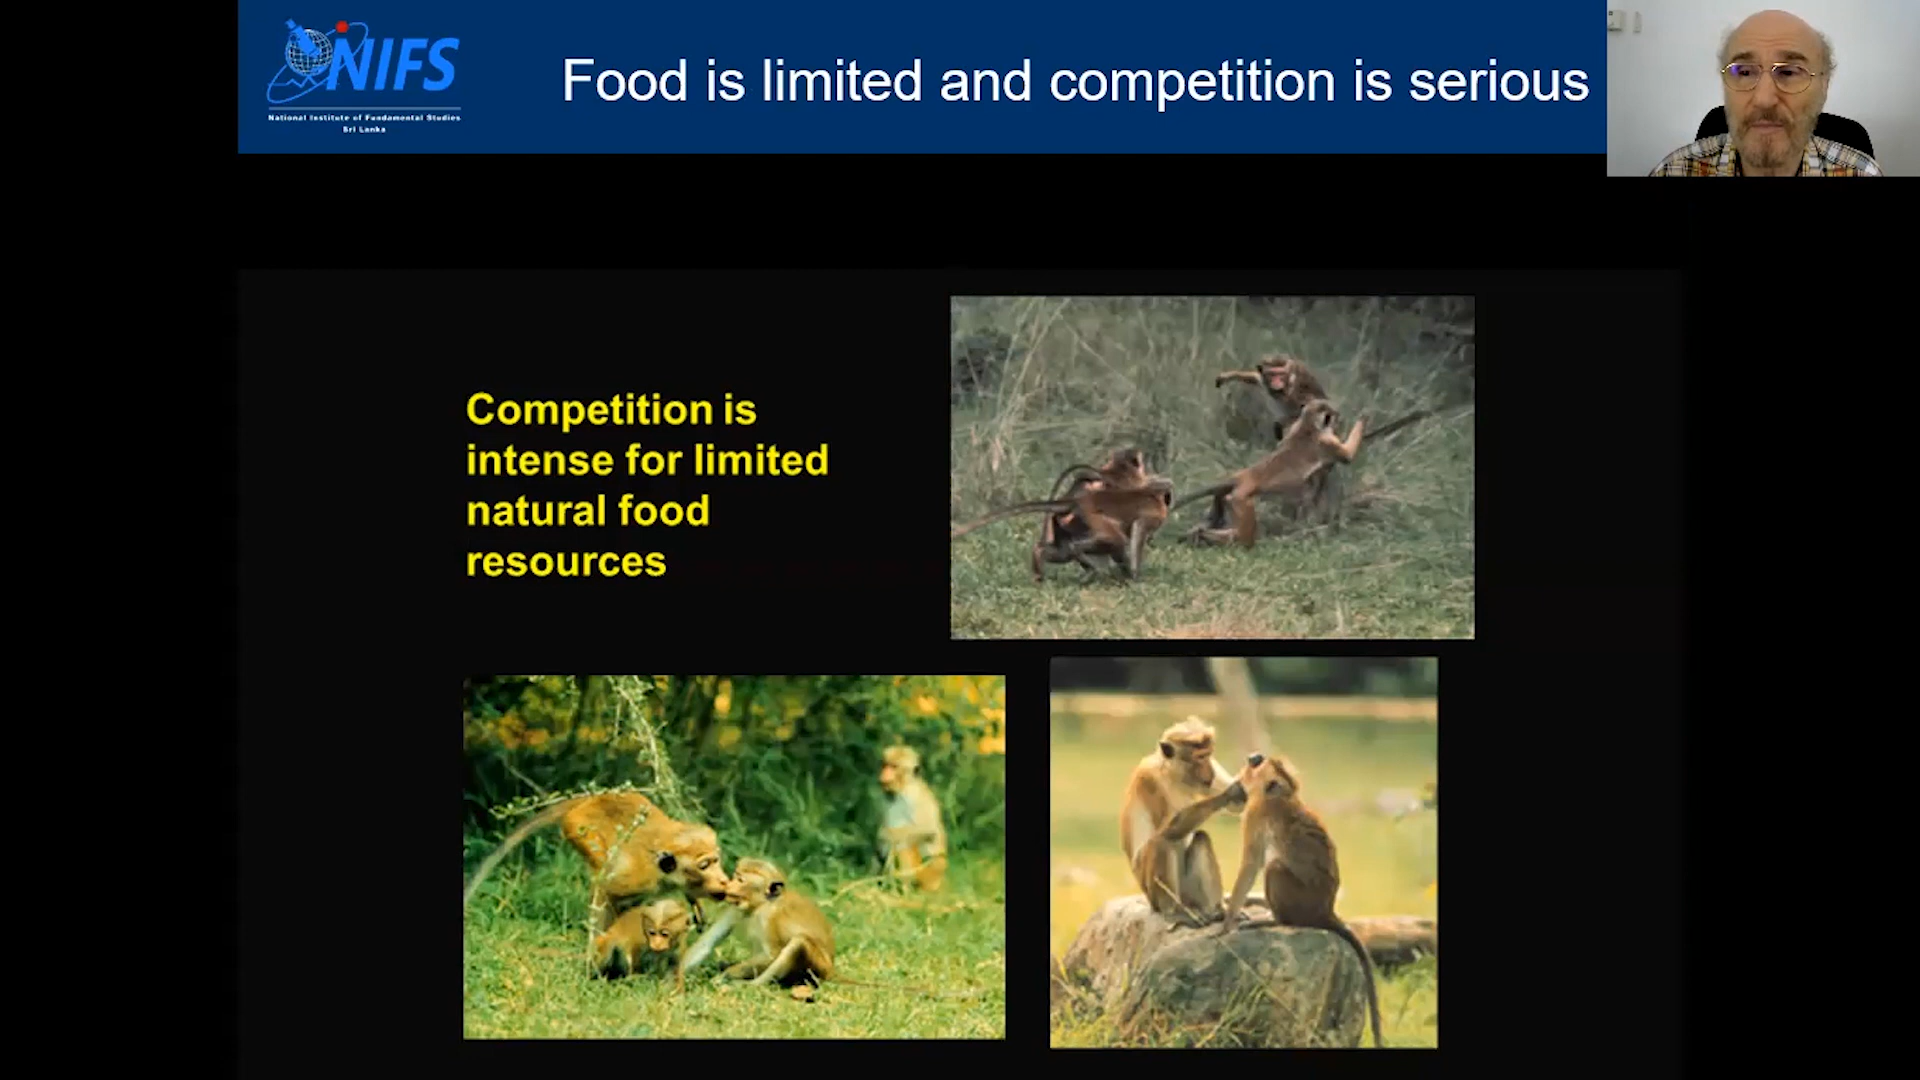 NIFS
National Institute of Fundamental Studies
Sri Lanka
Food is limited and competition is serious
Competition is
intense for limited
natural food
resources